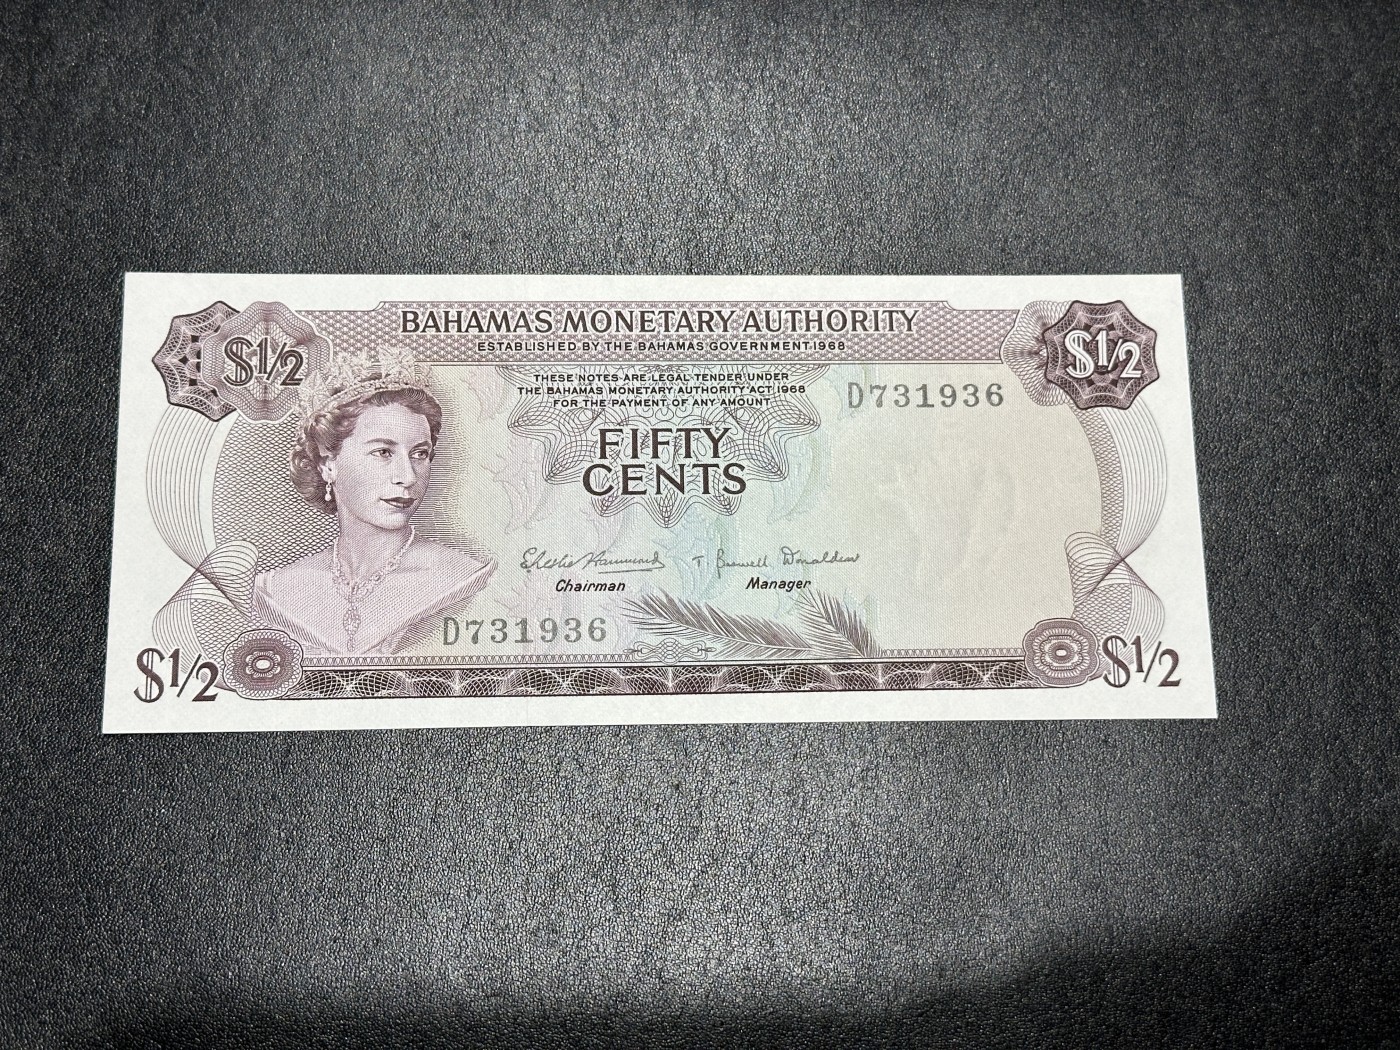 BAHAMAS MONETARY AUTHORITY
ESTABLISHED BY THE BAHAMAS GOVERNMENT 1968
$1/2
$1/2
THESE NOTES ARE LEGAL TENDER UNDER
THE BAHAMAS MONETARY AUTHORITY ACT 1968
FOR THE PAYMENT OF ANY AMOUNT
D731936
FIFTY
CENTS
T Baswell Donaldson
Chairman
Manager
D731936
$1/2
$1/2